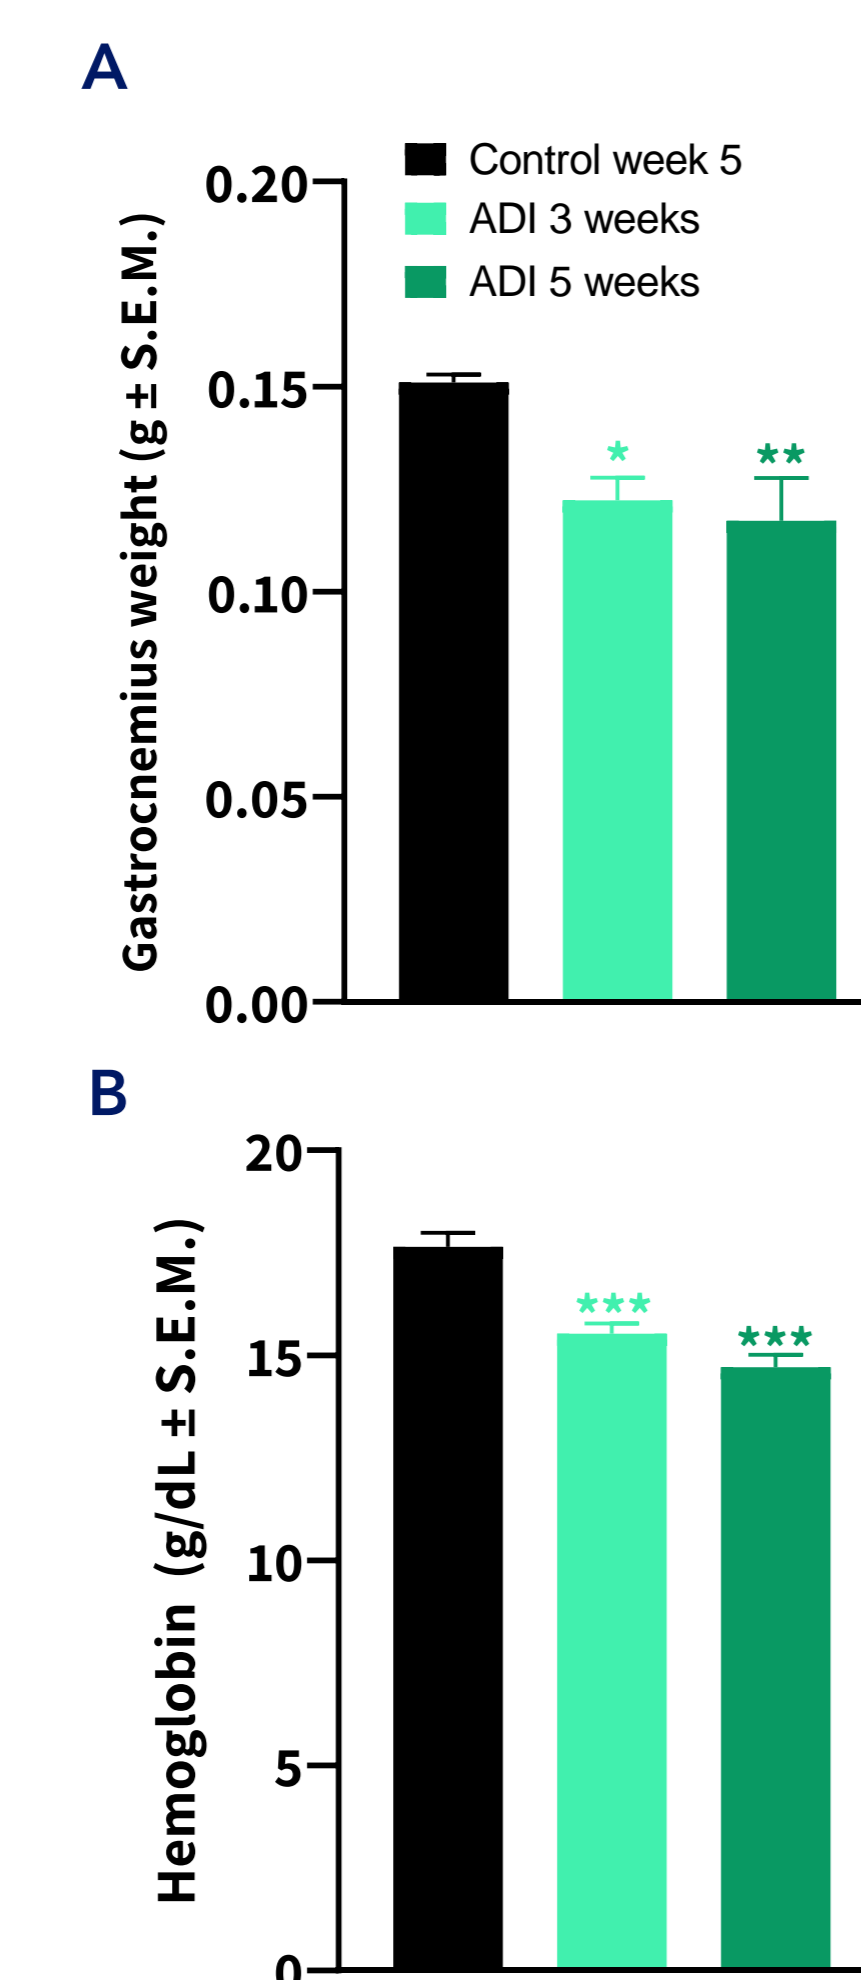 A
Control week 5
ADI 3 weeks
ADI 5 weeks
Gastrocnemius weight (g ± S.E.M.)
0.20
0.15
0.10
0.05
0.00
*
**
B
Hemoglobin (g/dL ± S.E.M.)
20
15
10
5
0
***
***